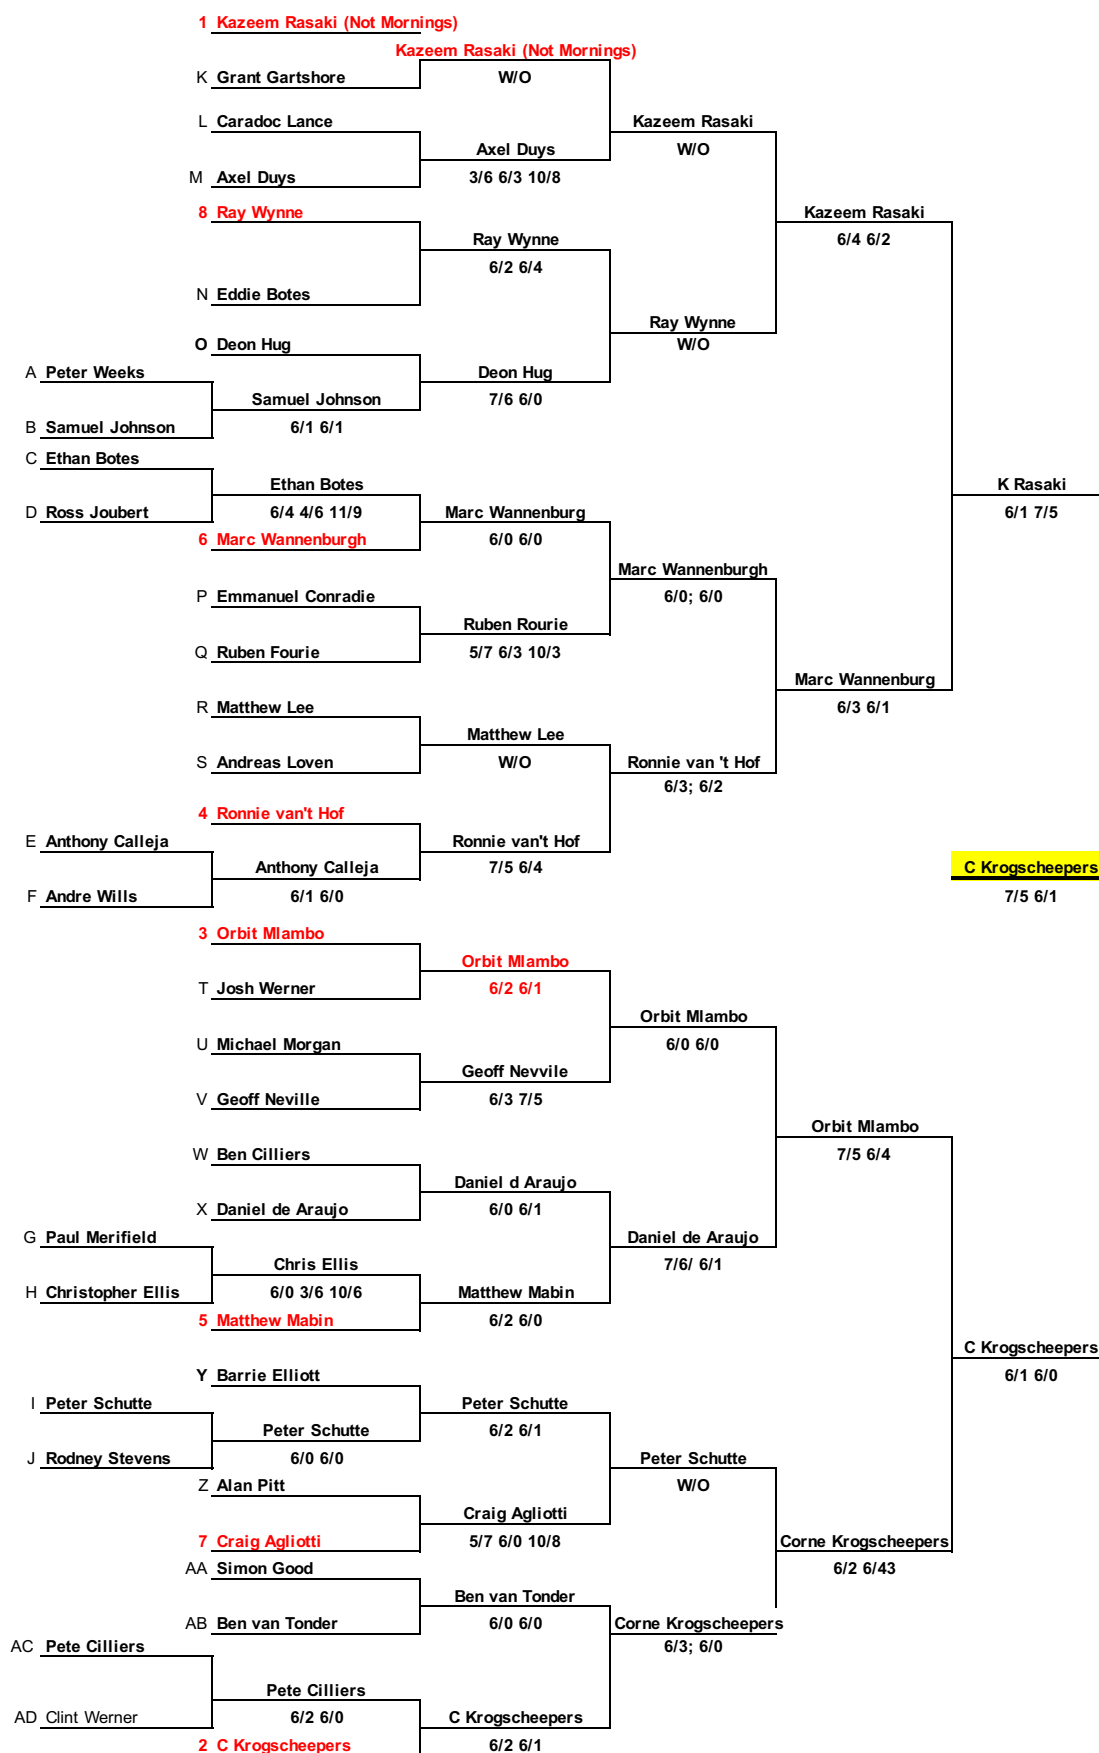 1 Kazeem Rasaki (Not Mornings)
Kazeem Rasaki (Not Mornings)
K Grant Gartshore W/O
L Caradoc Lance Kazeem Rasaki
Axel Duys W/O
M Axel Duys 3/6 6/3 10/8
8 Ray Wynne Kazeem Rasaki
Ray Wynne 6/4 6/2
6/2 6/4
N Eddie Botes
Ray Wynne
O Deon Hug W/O
A Peter Weeks Deon Hug
Samuel Johnson 7/6 6/0
B Samuel Johnson 6/1 6/1
C Ethan Botes
Ethan Botes K Rasaki
D Ross Joubert 6/4 4/6 11/9 Marc Wannenburg 6/1 7/5
6 Marc Wannenburgh 6/0 6/0
Marc Wannenburgh
P Emmanuel Conradie 6/0; 6/0
Ruben Rourie
Q Ruben Fourie 5/7 6/3 10/3
Marc Wannenburg
R Matthew Lee 6/3 6/1
Matthew Lee
S Andreas Loven W/O Ronnie van 't Hof
6/3; 6/2
4 Ronnie van't Hof
E Anthony Calleja Ronnie van't Hof
Anthony Calleja 7/5 6/4 C Krogscheepers
F Andre Wills 6/1 6/0 7/5 6/1
3 Orbit Mlambo
Orbit Mlambo
T Josh Werner 6/2 6/1
Orbit Mlambo
U Michael Morgan 6/0 6/0
Geoff Nevvile
V Geoff Neville 6/3 7/5
Orbit Mlambo
W Ben Cilliers 7/5 6/4
Daniel d Araujo
X Daniel de Araujo 6/0 6/1
G Paul Merifield Daniel de Araujo
Chris Ellis 7/6/ 6/1
H Christopher Ellis 6/0 3/6 10/6 Matthew Mabin
5 Matthew Mabin 6/2 6/0
C Krogscheepers
Y Barrie Elliott 6/1 6/0
I Peter Schutte Peter Schutte
Peter Schutte 6/2 6/1
J Rodney Stevens 6/0 6/0 Peter Schutte
Z Alan Pitt W/O
Craig Agliotti
7 Craig Agliotti 5/7 6/0 10/8 Corne Krogscheepers
AA Simon Good 6/2 6/43
Ben van Tonder
AB Ben van Tonder 6/0 6/0 Corne Krogscheepers
AC Pete Cilliers 6/3; 6/0
Pete Cilliers
AD Clint Werner 6/2 6/0 C Krogscheepers
2 C Krogscheepers 6/2 6/1